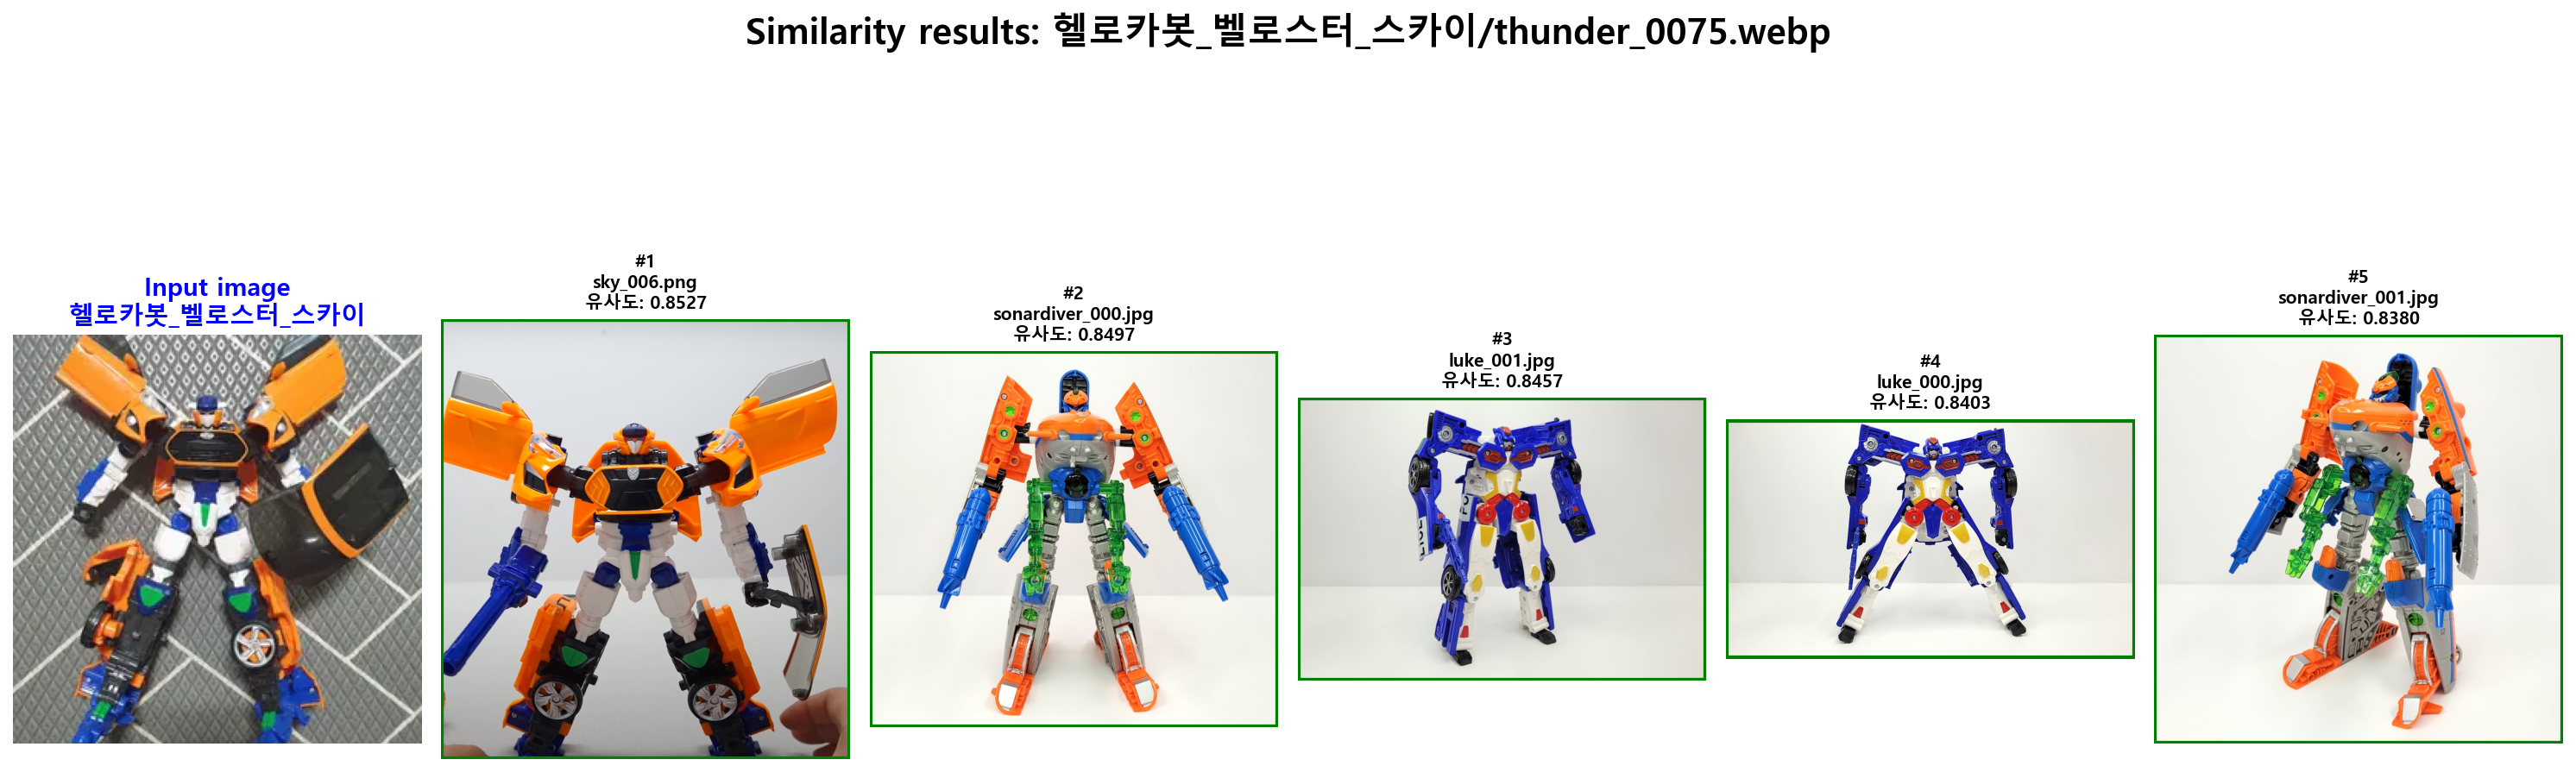 Similarity results: 헬로카봇_벨로스터_스카이/thunder_0075.webp
Input image
헬로카봇_벨로스터_스카이
#1
sky_006.png
유사도: 0.8527
#2
sonardiver_000.jpg
유사도: 0.8497
#3
luke_001.jpg
유사도: 0.8457
#4
luke_000.jpg
유사도: 0.8403
#5
sonardiver_001.jpg
유사도: 0.8380